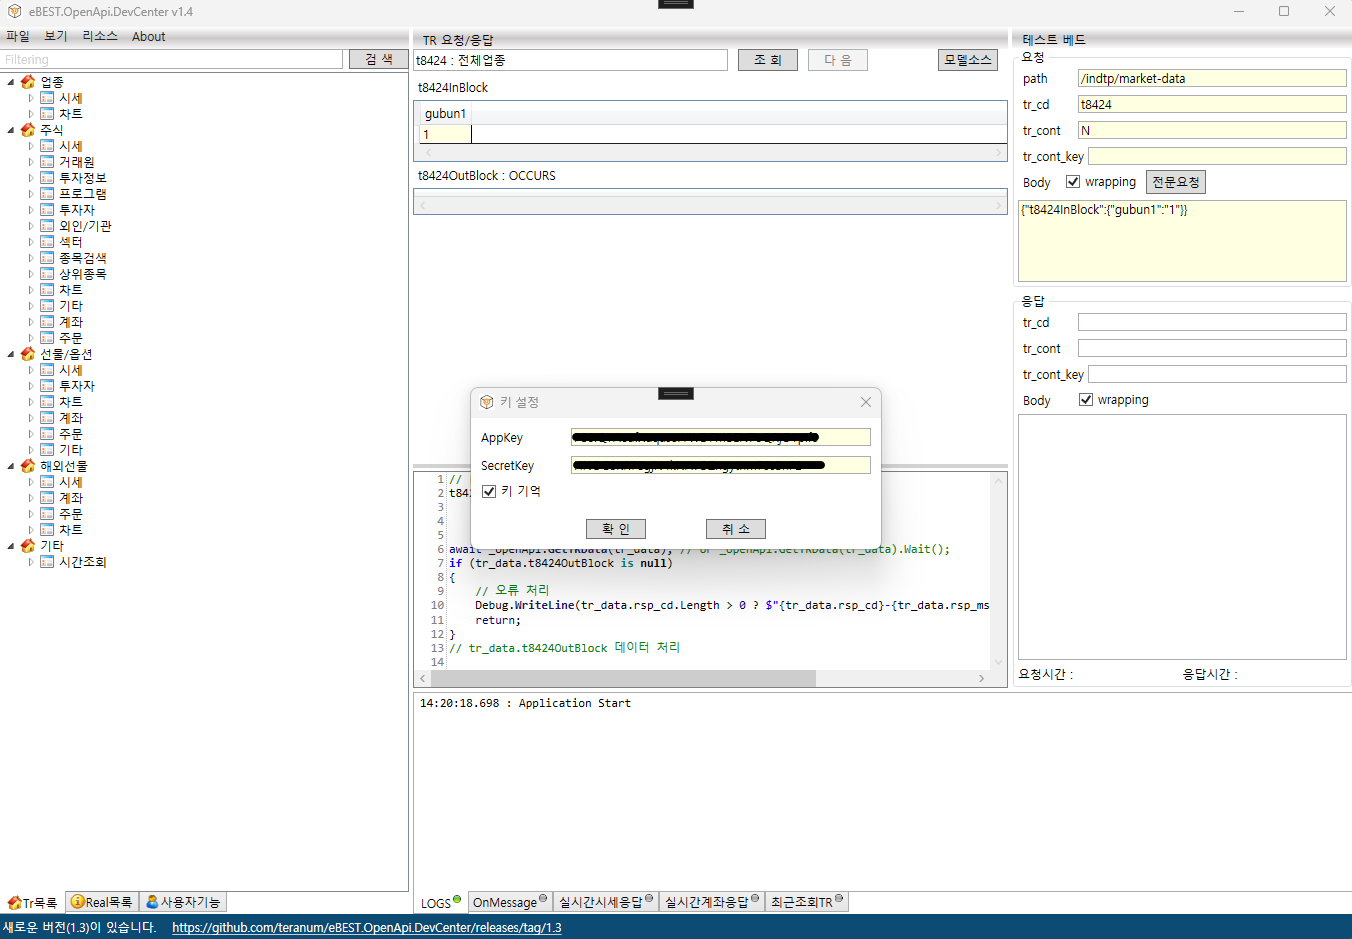 eBEST.OpenApi.DevCenter v1.4
파일 보기 리소스 About
Filtering
검 색
업종
시세
차트
주식
시세
거래원
투자정보
프로그램
투자자
외인/기관
섹터
종목검색
상위종목
차트
기타
계좌
주문
선물/옵션
시세
투자자
차트
계좌
주문
기타
해외선물
시세
계좌
주문
차트
기타
시간조회
Tr목록 Real목록 사용자기능
TR 요청/응답
t8424 : 전체업종
조 회
다 음
모델소스
t8424InBlock
gubun1
1
t8424OutBlock : OCCURS
키 설정
AppKey
SecretKey
키 기억
확 인
취 소
1 //
2 t842
3
4
5
6 await _openApi.GetTRData(tr_data); // or _openApi.GetTRData(tr_data).Wait();
7 if (tr_data.t8424OutBlock is null)
8 {
9 // 오류 처리
10 Debug.WriteLine(tr_data.rsp_cd.Length > 0 ? $"{tr_data.rsp_cd}-{tr_data.rsp_ms
11 return;
12 }
13 // tr_data.t8424OutBlock 데이터 처리
14
14:20:18.698 : Application Start
LOGS OnMessage 실시간시세응답 실시간계좌응답 최근조회TR
테스트 베드
요청
path /indtp/market-data
tr_cd t8424
tr_cont N
tr_cont_key
Body wrapping 전문요청
{"t8424InBlock":{"gubun1":"1"}}
응답
tr_cd
tr_cont
tr_cont_key
Body wrapping
요청시간 : 응답시간 :
새로운 버전(1.3)이 있습니다. https://github.com/teranum/eBEST.OpenApi.DevCenter/releases/tag/1.3